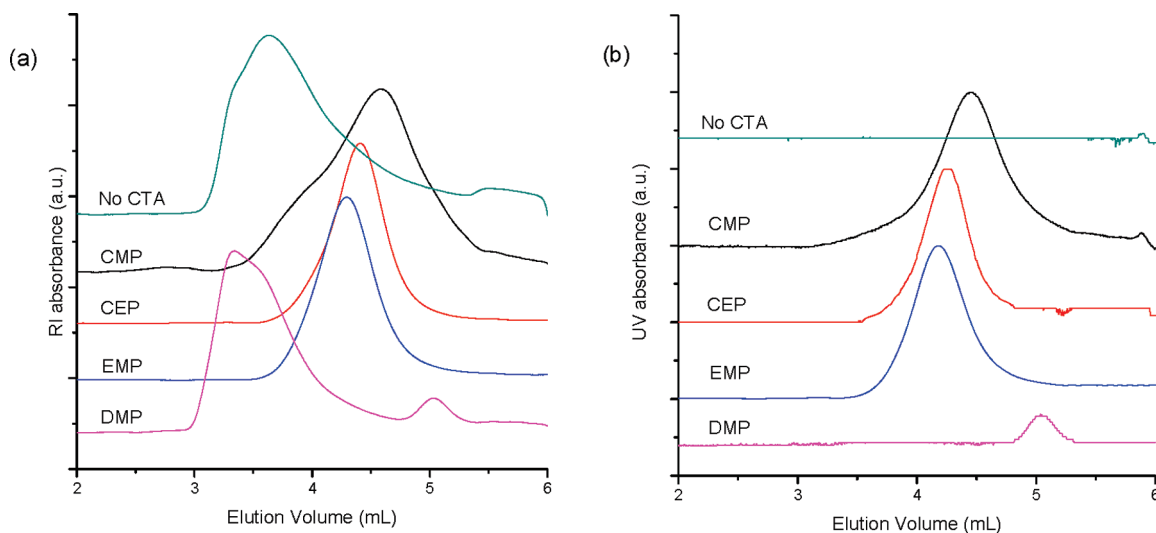 (a)
RI absorbance (a.u.)
No CTA
CMP
CEP
EMP
DMP
2 3 4 5 6
Elution Volume (mL)
(b)
UV absorbance (a.u.)
No CTA
CMP
CEP
EMP
DMP
2 3 4 5 6
Elution Volume (mL)